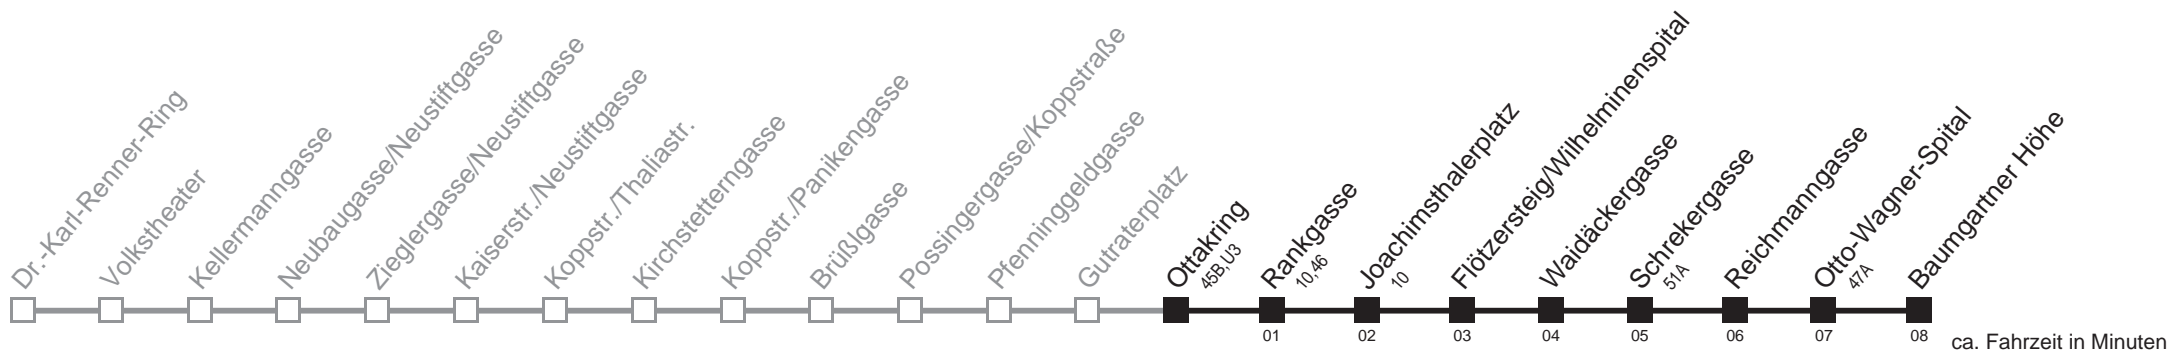 Dr.-Karl-Renner-Ring
Volkstheater
Kellermanngasse
Neubaugasse/Neustiftgasse
Zieglergasse/Neustiftgasse
Kaiserstr./Neustiftgasse
Koppstr./Thaliastr.
Kirchstetterngasse
Koppstr./Panikengasse
Brüßlgasse
Possingergasse/Koppstraße
Pfenninggeldgasse
Gutraterplatz
Ottakring
45B,U3
Rankgasse
10,46
Joachimsthalerplatz
10
Flötzersteig/Wilhelminenspital
Waidäckergasse
Schrekergasse
51A
Reichmanngasse
Otto-Wagner-Spital
47A
Baumgartner Höhe
01 02 03 04 05 06 07 08 ca. Fahrzeit in Minuten